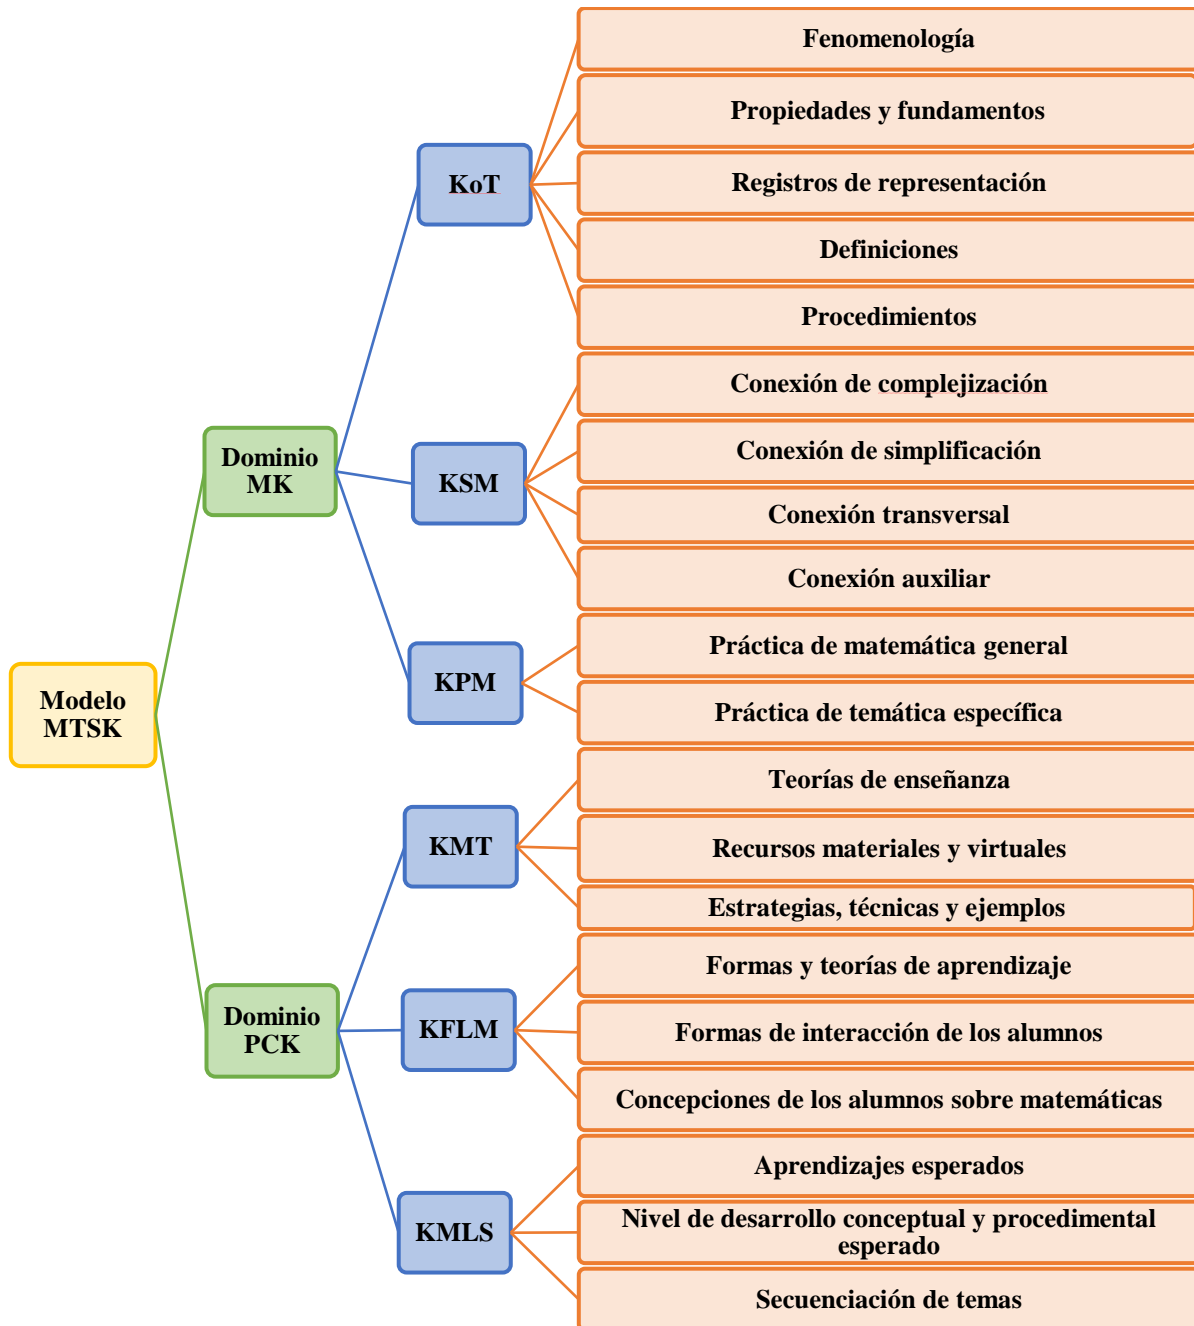 Modelo
MTSK
Dominio
MK
KoT
Fenomenología
Propiedades y fundamentos
Registros de representación
Definiciones
Procedimientos
KSM
Conexión de complejización
Conexión de simplificación
Conexión transversal
Conexión auxiliar
KPM
Práctica de matemática general
Práctica de temática específica
Dominio
PCK
KMT
Teorías de enseñanza
Recursos materiales y virtuales
Estrategias, técnicas y ejemplos
KFLM
Formas y teorías de aprendizaje
Formas de interacción de los alumnos
Concepciones de los alumnos sobre matemáticas
KMLS
Aprendizajes esperados
Nivel de desarrollo conceptual y procedimental
esperado
Secuenciación de temas